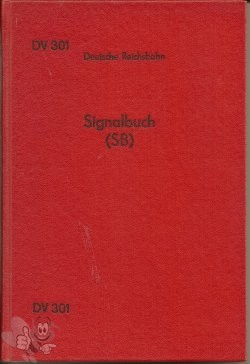 DV 301
Deutsche Reichsbahn
Signalbuch
(SB)
DV 301